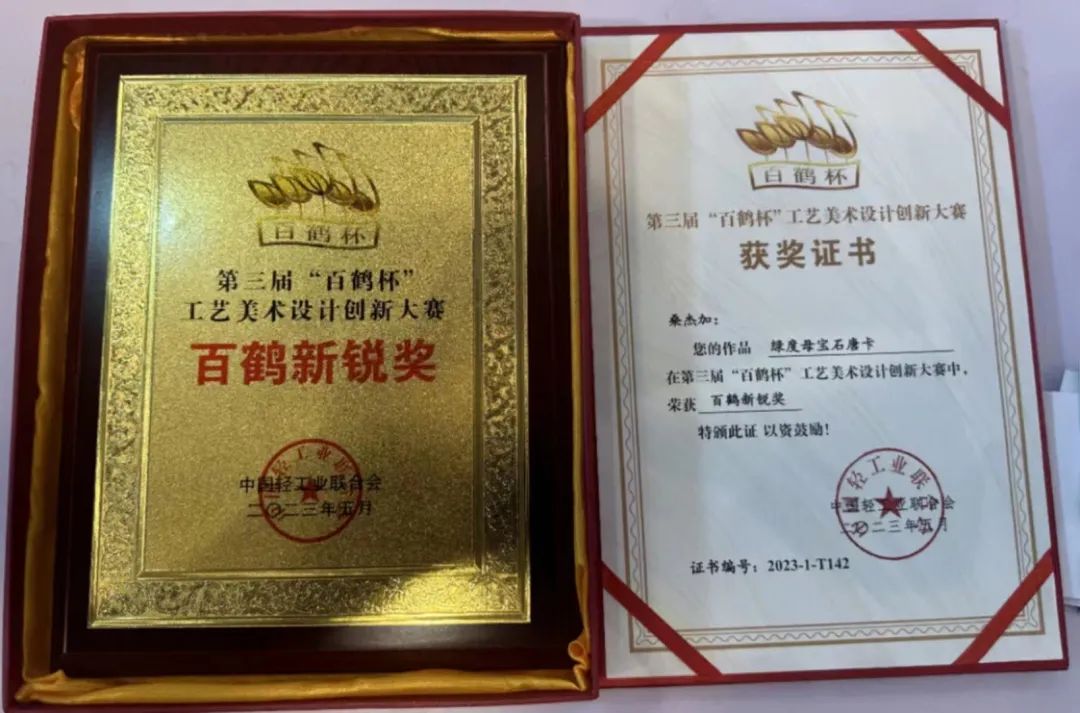 百鹤杯
第三届“百鹤杯”
工艺美术设计创新大赛
百鹤新锐奖
中国轻工业联合会
二〇二三年五月
百鹤杯
第三届“百鹤杯”工艺美术设计创新大赛
获奖证书
桑杰加：
您的作品 绿度母宝石唐卡
在第三届“百鹤杯”工艺美术设计创新大赛中，
荣获 百鹤新锐奖
特颁此证 以资鼓励！
中国轻工业联合会
二〇二三年五月
证书编号：2023-1-T142